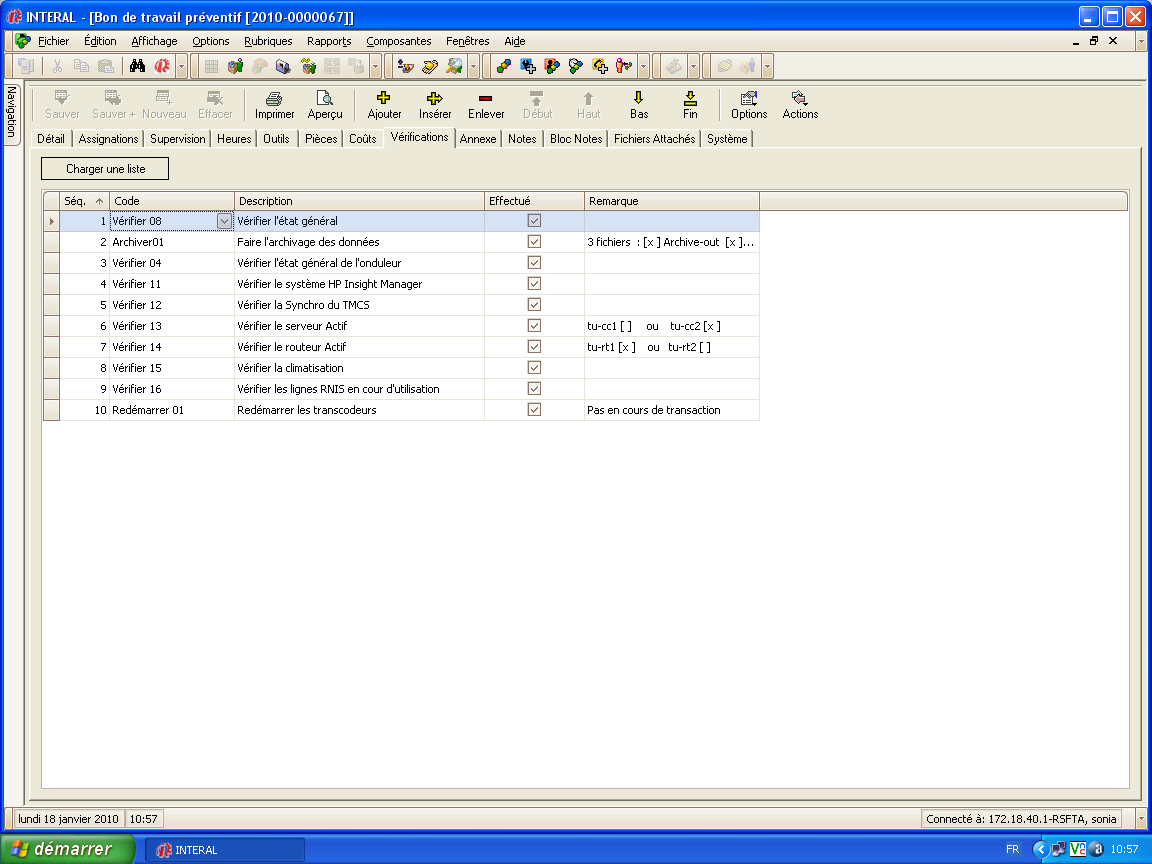 INTERAL - [Bon de travail préventif [2010-0000067]]
Fichier Édition Affichage Options Rubriques Rapports Composantes Fenêtres Aide
Navigation
Sauver Sauver + Nouveau Effacer Imprimer Aperçu Ajouter Insérer Enlever Début Haut Bas Fin Options Actions
Détail Assignations Supervision Heures Outils Pièces Coûts Vérifications Annexe Notes Bloc Notes Fichiers Attachés Système
Charger une liste
Séq. Code Description Effectué Remarque
1 Vérifier 08 Vérifier l'état général
2 Archiver01 Faire l'archivage des données 3 fichiers : [x ] Archive-out [x ]...
3 Vérifier 04 Vérifier l'état général de l'onduleur
4 Vérifier 11 Vérifier le système HP Insight Manager
5 Vérifier 12 Vérifier la Synchro du TMCS
6 Vérifier 13 Vérifier le serveur Actif tu-cc1 [ ] ou tu-cc2 [x ]
7 Vérifier 14 Vérifier le routeur Actif tu-rt1 [x ] ou tu-rt2 [ ]
8 Vérifier 15 Vérifier la climatisation
9 Vérifier 16 Vérifier les lignes RNIS en cour d'utilisation
10 Redémarrer 01 Redémarrer les transcodeurs Pas en cours de transaction
lundi 18 janvier 2010 10:57 Connecté à: 172.18.40.1-RSFTA, sonia
démarrer INTERAL FR 10:57